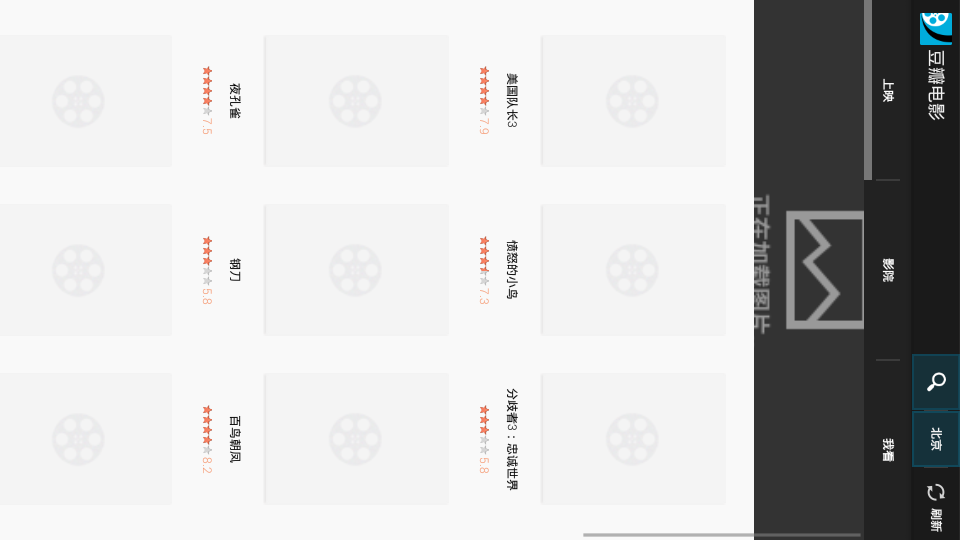 豆瓣电影
北京
刷新
上映
影院
我看
正在加载图片
美国队长3
7.9
愤怒的小鸟
7.3
分歧者3：忠诚世界
5.8
夜孔雀
7.5
钢刀
5.8
百鸟朝凤
8.2